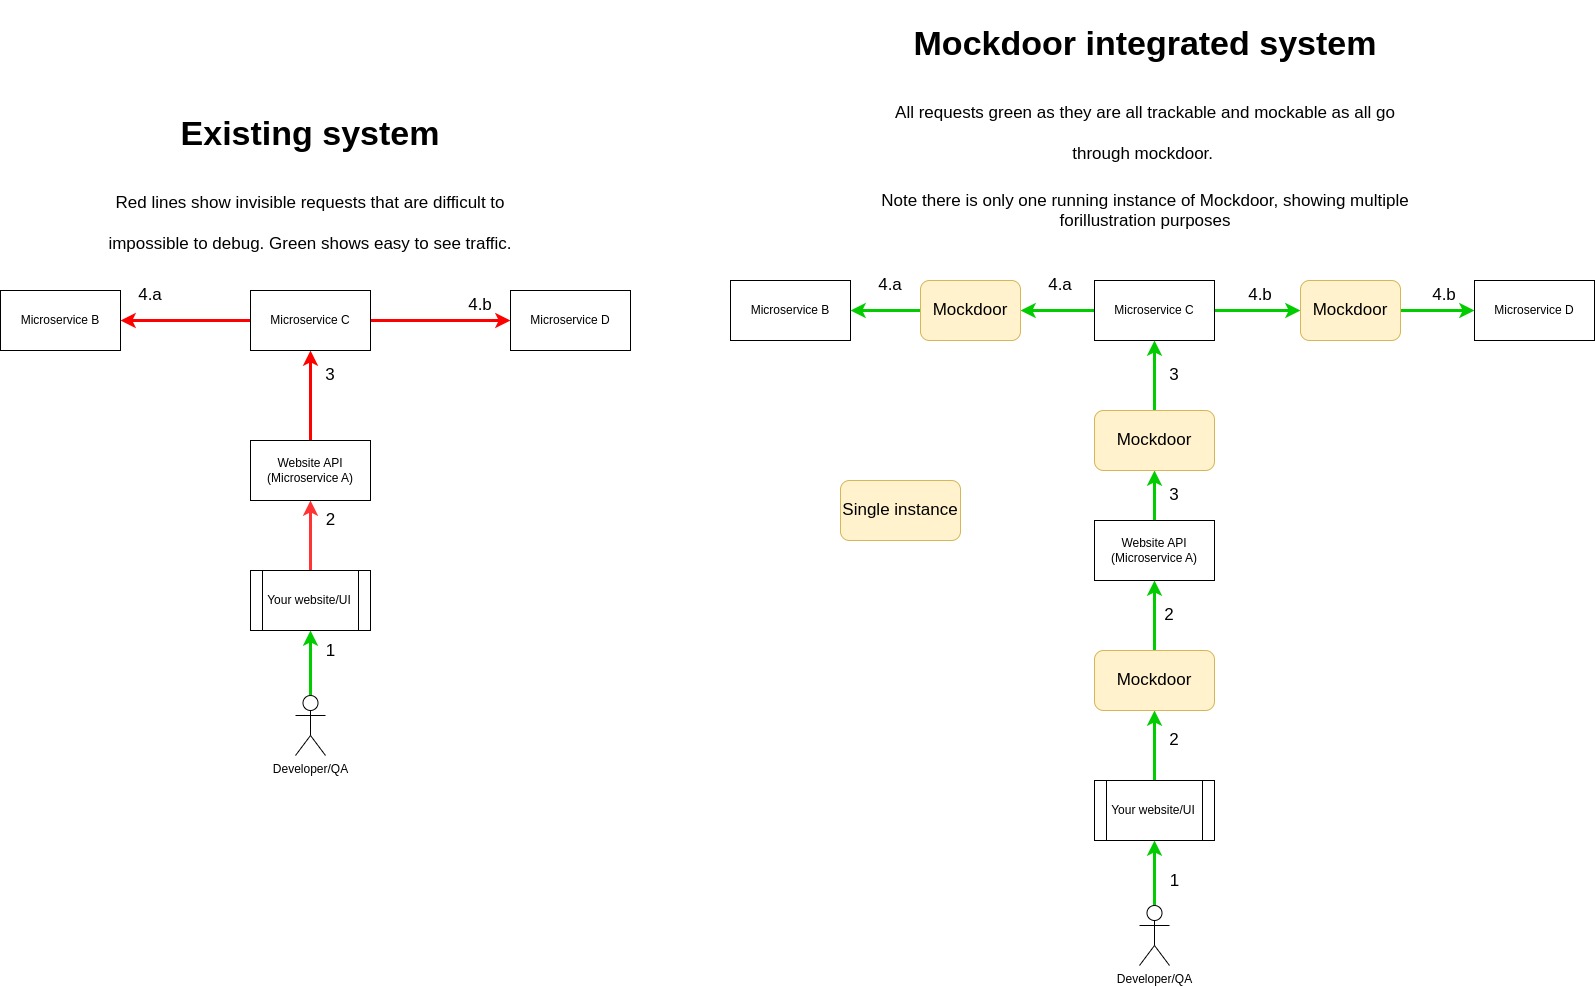 Existing system
Red lines show invisible requests that are difficult to
impossible to debug. Green shows easy to see traffic.
4.a
4.b
Microservice B
Microservice C
Microservice D
3
Website API
(Microservice A)
2
Your website/UI
1
Developer/QA
Mockdoor integrated system
All requests green as they are all trackable and mockable as all go
through mockdoor.
Note there is only one running instance of Mockdoor, showing multiple
forillustration purposes
4.a
4.a
4.b
4.b
Microservice B
Mockdoor
Microservice C
Mockdoor
Microservice D
3
Mockdoor
3
Single instance
Website API
(Microservice A)
2
Mockdoor
2
Your website/UI
1
Developer/QA